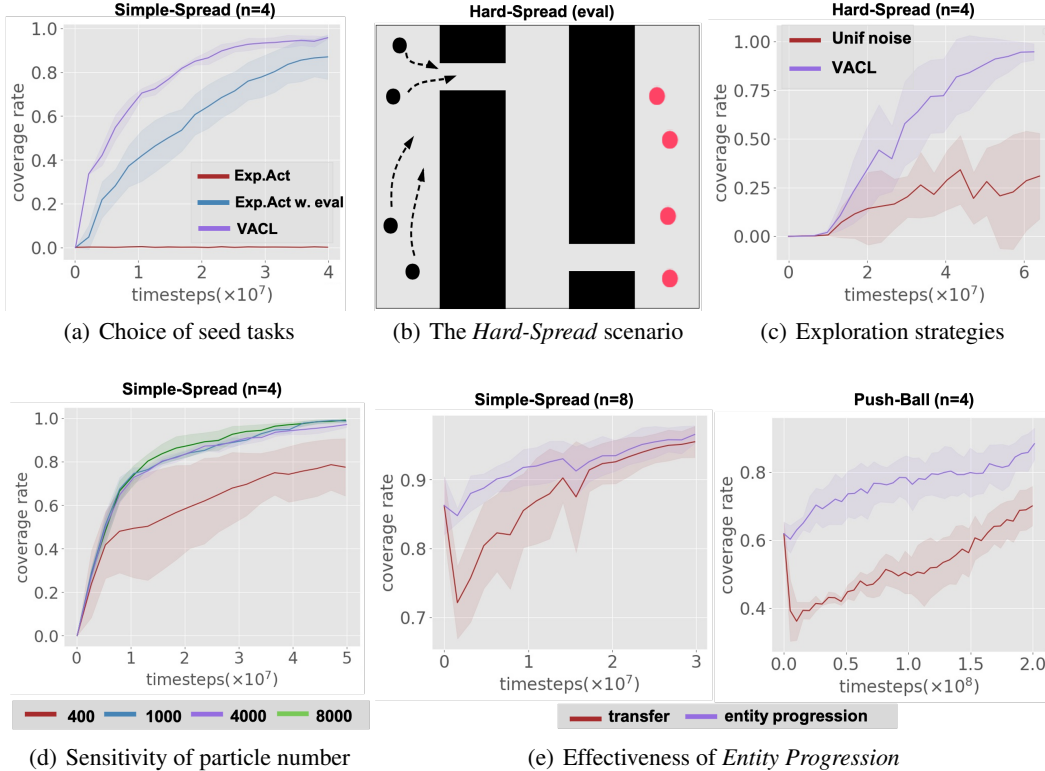 Simple-Spread (n=4)
coverage rate
1.0
0.8
0.6
0.4
0.2
0.0
Exp.Act
Exp.Act w. eval
VACL
0 1 2 3 4
timesteps(×10⁷)
(a) Choice of seed tasks
Hard-Spread (eval)
(b) The Hard-Spread scenario
Hard-Spread (n=4)
coverage rate
1.00
0.75
0.50
0.25
0.00
Unif noise
VACL
0 2 4 6
timesteps(×10⁷)
(c) Exploration strategies
Simple-Spread (n=4)
coverage rate
1.0
0.8
0.6
0.4
0.2
0.0
0 1 2 3 4 5
timesteps(×10⁷)
400 1000 4000 8000
(d) Sensitivity of particle number
Simple-Spread (n=8)
coverage rate
0.9
0.8
0.7
0 1 2 3
timesteps(×10⁷)
Push-Ball (n=4)
coverage rate
0.8
0.6
0.4
0.0 0.5 1.0 1.5 2.0
timesteps(×10⁸)
transfer entity progression
(e) Effectiveness of Entity Progression